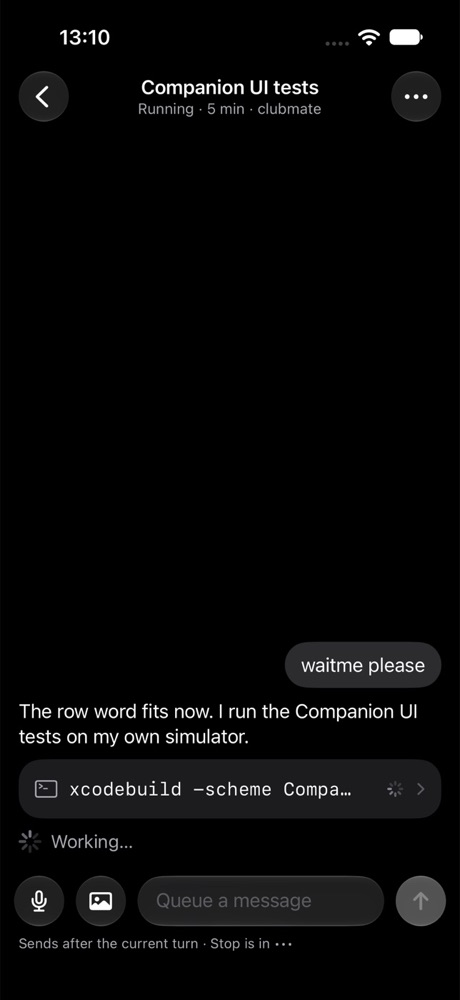 13:10
Companion UI tests
Running · 5 min · clubmate
waitme please
The row word fits now. I run the Companion UI
tests on my own simulator.
xcodebuild –scheme Compa…
Working…
Queue a message
Sends after the current turn · Stop is in •••